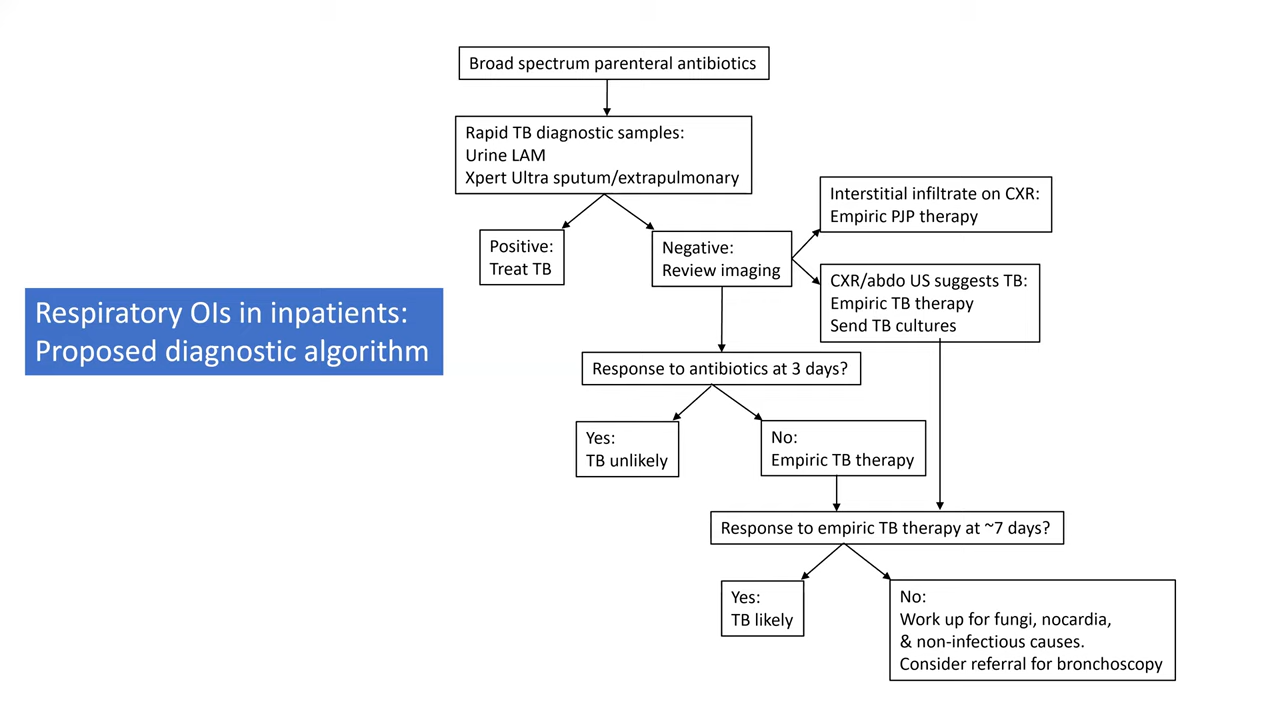 Broad spectrum parenteral antibiotics
Rapid TB diagnostic samples:
Urine LAM
Xpert Ultra sputum/extrapulmonary
Interstitial infiltrate on CXR:
Empiric PJP therapy
Positive:
Treat TB
Negative:
Review imaging
CXR/abdo US suggests TB:
Empiric TB therapy
Send TB cultures
Respiratory OIs in inpatients:
Proposed diagnostic algorithm
Response to antibiotics at 3 days?
Yes:
TB unlikely
No:
Empiric TB therapy
Response to empiric TB therapy at ~7 days?
Yes:
TB likely
No:
Work up for fungi, nocardia,
& non-infectious causes.
Consider referral for bronchoscopy